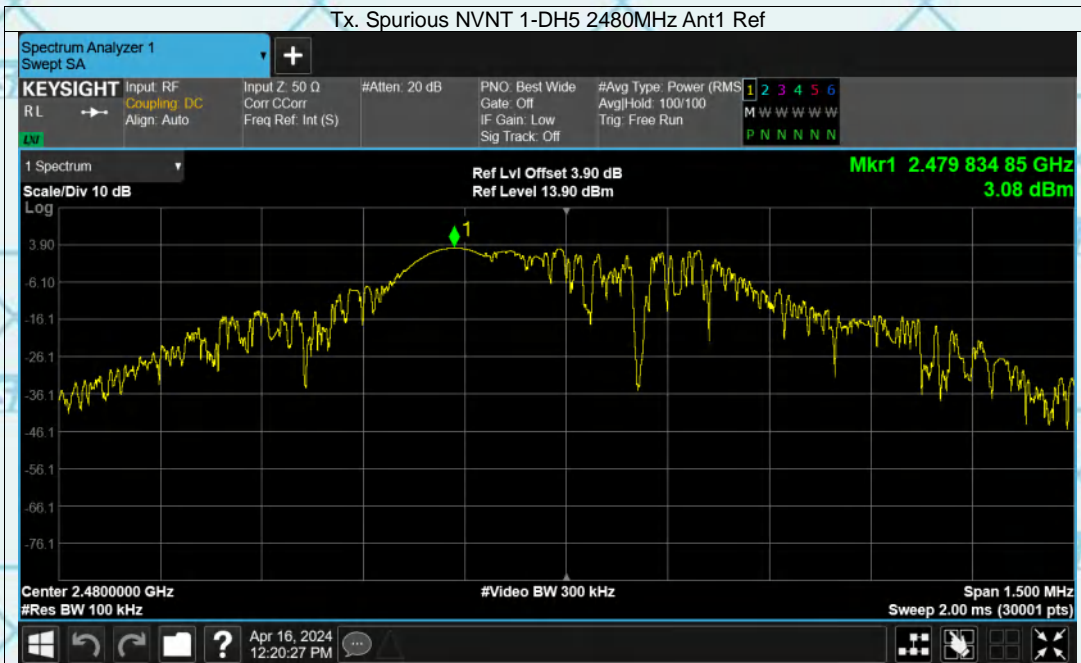 Tx. Spurious NVNT 1-DH5 2480MHz Ant1 Ref
Spectrum Analyzer 1
Swept SA
+
KEYSIGHT
RL
LXI
Input: RF
Coupling: DC
Align: Auto
Input Z: 50 Ω
Corr CCorr
Freq Ref: Int (S)
#Atten: 20 dB
PNO: Best Wide
Gate: Off
IF Gain: Low
Sig Track: Off
#Avg Type: Power (RMS
Avg|Hold: 100/100
Trig: Free Run
1 2 3 4 5 6
M W W W W W
P N N N N N
1 Spectrum
Scale/Div 10 dB
Log
Ref Lvl Offset 3.90 dB
Ref Level 13.90 dBm
Mkr1 2.479 834 85 GHz
3.08 dBm
1
3.90
-6.10
-16.1
-26.1
-36.1
-46.1
-56.1
-66.1
-76.1
Center 2.4800000 GHz
#Video BW 300 kHz
Span 1.500 MHz
#Res BW 100 kHz
Sweep 2.00 ms (30001 pts)
?
Apr 16, 2024
12:20:27 PM